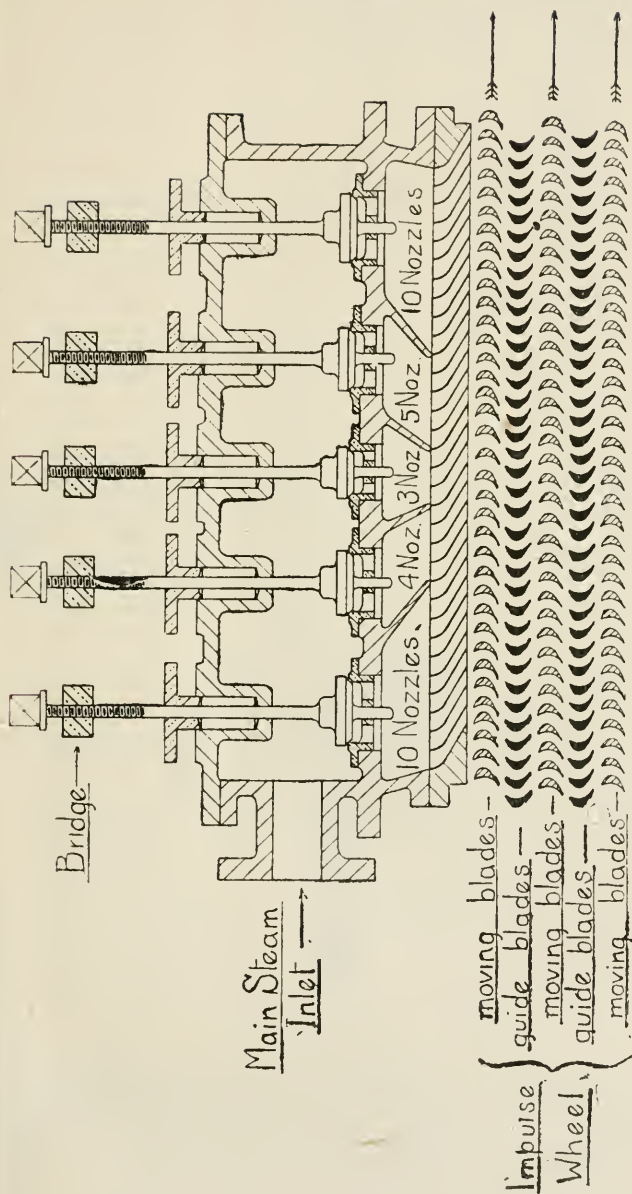 Bridge
Main Steam
Inlet
10 Nozzles.
4 Noz.
3 Noz
5 Noz.
10 Nozzles
moving blades
guide blades
moving blades
guide blades
moving blades
Impulse
Wheel